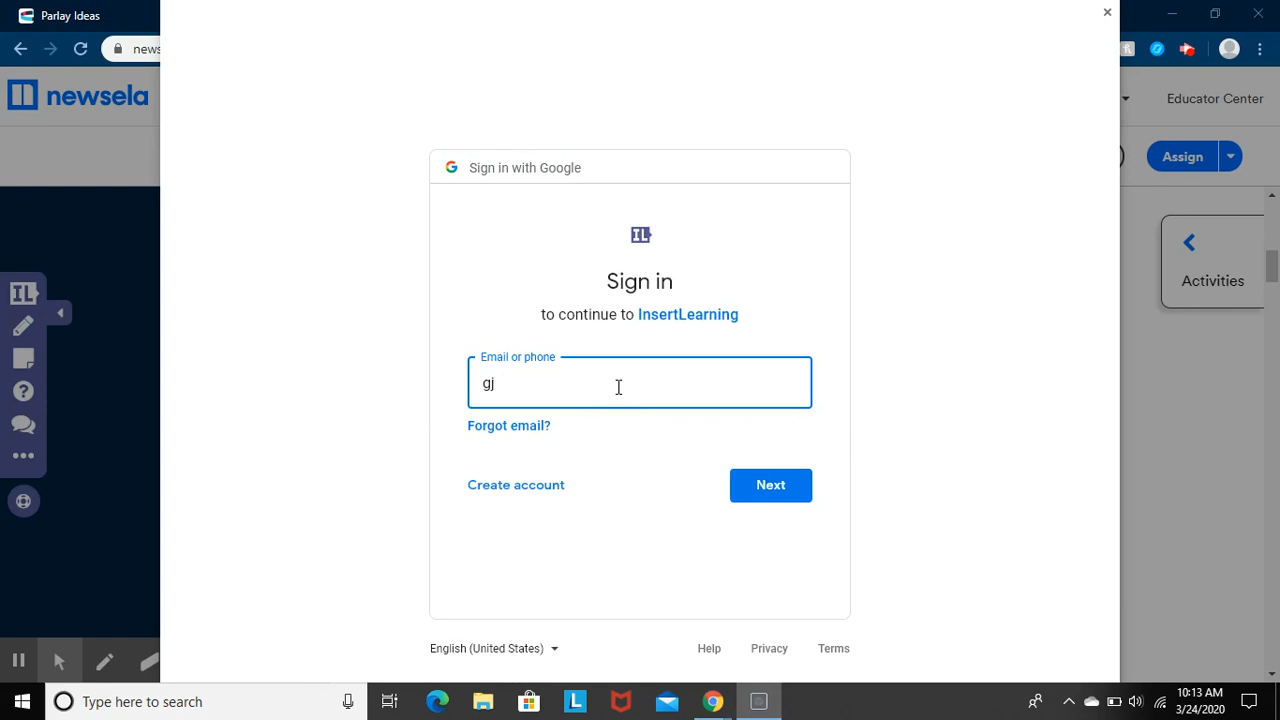 Parlay Ideas
news
newsela
Educator Center
Assign
Sign in with Google
IL
Sign in
to continue to InsertLearning
Email or phone
gj
Forgot email?
Create account
Next
IL
Activities
English (United States)
Help
Privacy
Terms
Type here to search
L
10:13 AM
3/24/2020